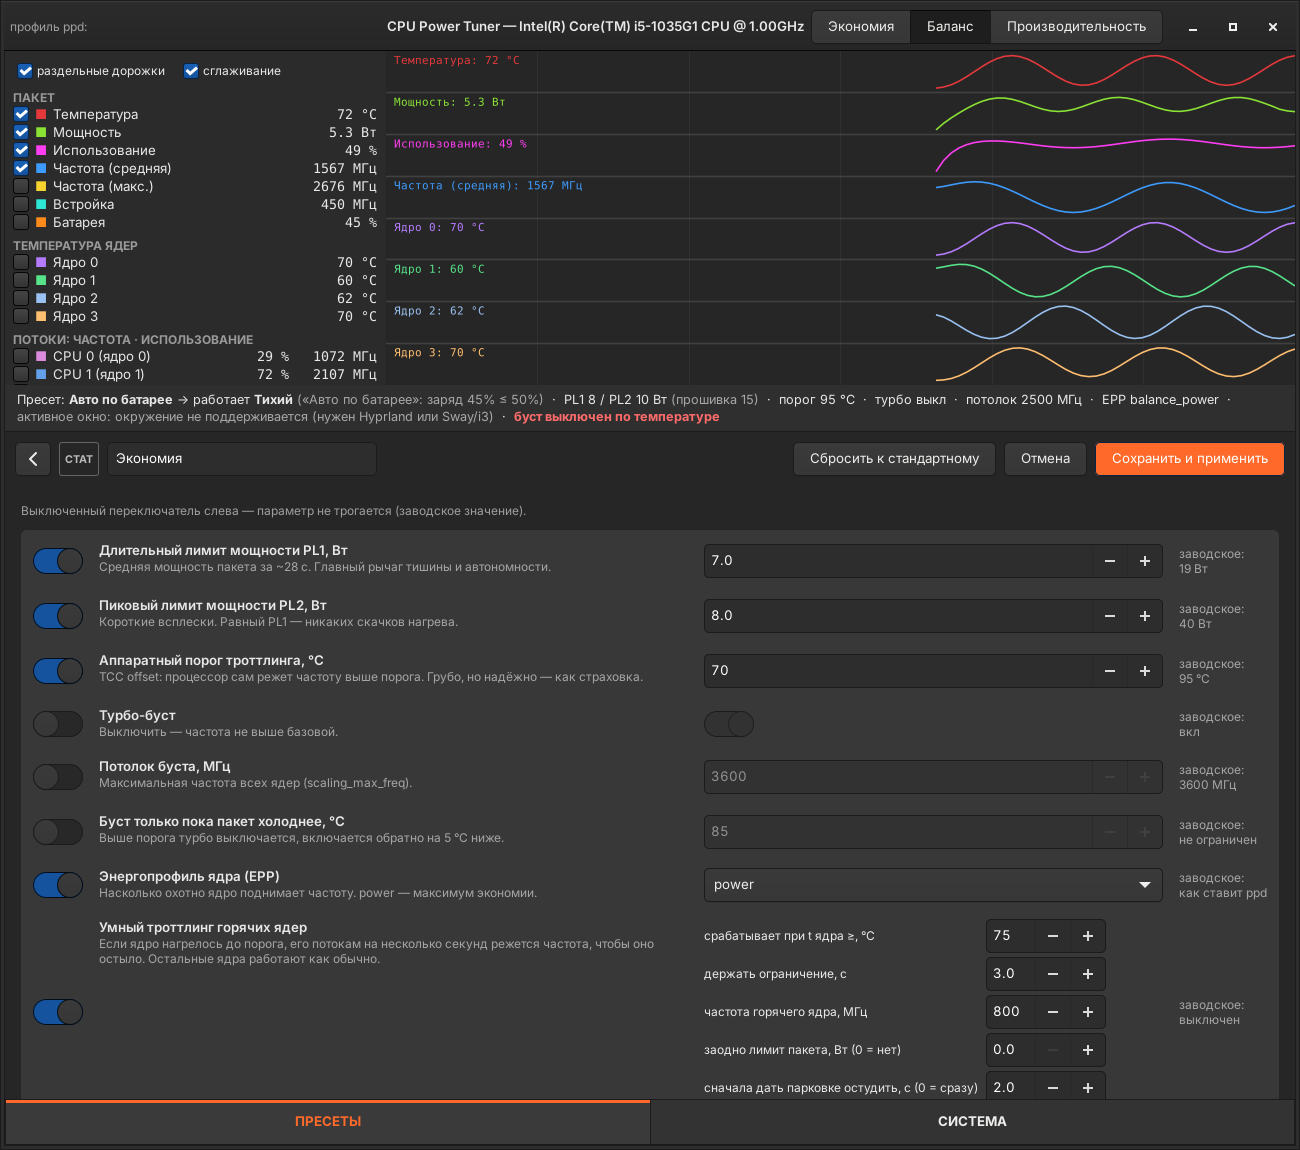 профиль ppd:
CPU Power Tuner — Intel(R) Core(TM) i5-1035G1 CPU @ 1.00GHz
Экономия
Баланс
Производительность
раздельные дорожки
сглаживание
ПАКЕТ
Температура 72 °C
Мощность 5.3 Вт
Использование 49 %
Частота (средняя) 1567 МГц
Частота (макс.) 2676 МГц
Встройка 450 МГц
Батарея 45 %
ТЕМПЕРАТУРА ЯДЕР
Ядро 0 70 °C
Ядро 1 60 °C
Ядро 2 62 °C
Ядро 3 70 °C
ПОТОКИ: ЧАСТОТА · ИСПОЛЬЗОВАНИЕ
CPU 0 (ядро 0) 29 % 1072 МГц
CPU 1 (ядро 1) 72 % 2107 МГц
Температура: 72 °C
Мощность: 5.3 Вт
Использование: 49 %
Частота (средняя): 1567 МГц
Ядро 0: 70 °C
Ядро 1: 60 °C
Ядро 2: 62 °C
Ядро 3: 70 °C
Пресет: Авто по батарее → работает Тихий («Авто по батарее»: заряд 45% ≤ 50%) · PL1 8 / PL2 10 Вт (прошивка 15) · порог 95 °C · турбо выкл · потолок 2500 МГц · EPP balance_power ·
активное окно: окружение не поддерживается (нужен Hyprland или Sway/i3) · буст выключен по температуре
СТАТ
Экономия
Сбросить к стандартному
Отмена
Сохранить и применить
Выключенный переключатель слева — параметр не трогается (заводское значение).
Длительный лимит мощности PL1, Вт
Средняя мощность пакета за ~28 с. Главный рычаг тишины и автономности.
7.0
заводское:
19 Вт
Пиковый лимит мощности PL2, Вт
Короткие всплески. Равный PL1 — никаких скачков нагрева.
8.0
заводское:
40 Вт
Аппаратный порог троттлинга, °C
TCC offset: процессор сам режет частоту выше порога. Грубо, но надёжно — как страховка.
70
заводское:
95 °C
Турбо-буст
Выключить — частота не выше базовой.
заводское:
вкл
Потолок буста, МГц
Максимальная частота всех ядер (scaling_max_freq).
3600
заводское:
3600 МГц
Буст только пока пакет холоднее, °C
Выше порога турбо выключается, включается обратно на 5 °C ниже.
85
заводское:
не ограничен
Энергопрофиль ядра (EPP)
Насколько охотно ядро поднимает частоту. power — максимум экономии.
power
заводское:
как ставит ppd
Умный троттлинг горячих ядер
Если ядро нагрелось до порога, его потокам на несколько секунд режется частота, чтобы оно
остыло. Остальные ядра работают как обычно.
срабатывает при t ядра ≥, °C 75
держать ограничение, с 3.0
частота горячего ядра, МГц 800
заодно лимит пакета, Вт (0 = нет) 0.0
сначала дать парковке остудить, с (0 = сразу) 2.0
заводское:
выключен
ПРЕСЕТЫ
СИСТЕМА